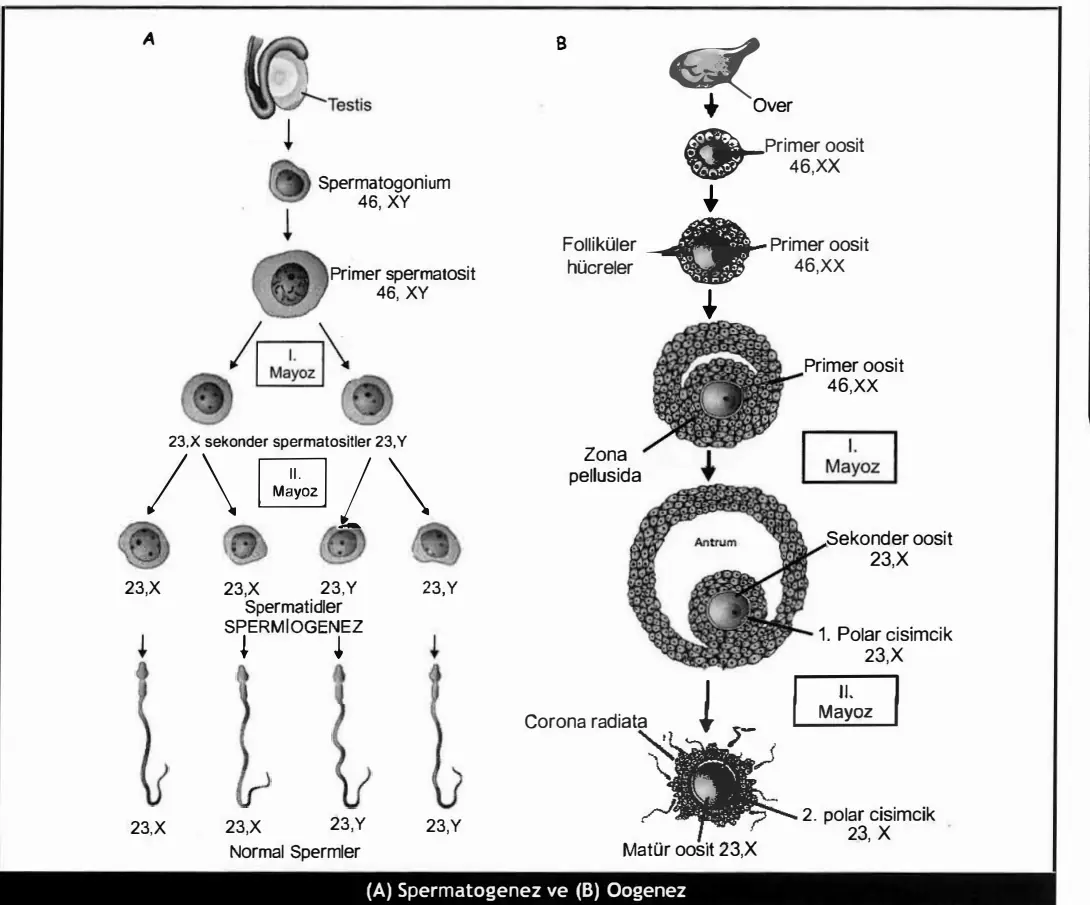 A
Testis
Spermatogonium
46, XY
Primer spermatosit
46, XY
I.
Mayoz
23,X sekonder spermatositler 23,Y
II.
Mayoz
23,X
23,X
23,Y
23,Y
Spermatidler
SPERMİOGENEZ
23,X
23,X
23,Y
23,Y
Normal Spermler
B
Over
Primer oosit
46,XX
Folliküler
hücreler
Primer oosit
46,XX
Primer oosit
46,XX
Zona
pellusida
I.
Mayoz
Antrum
Sekonder oosit
23,X
1. Polar cisimcik
23,X
II.
Mayoz
Corona radiata
2. polar cisimcik
23, X
Matür oosit 23,X
(A) Spermatogenez ve (B) Oogenez